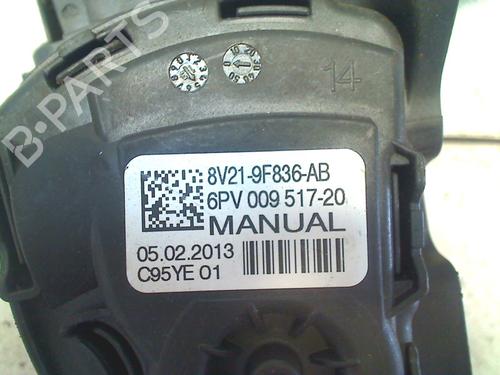 B-PARTS
14
8V21-9F836-AB
6PV 009 517-20
MANUAL
05.02.2013
C95YE 01